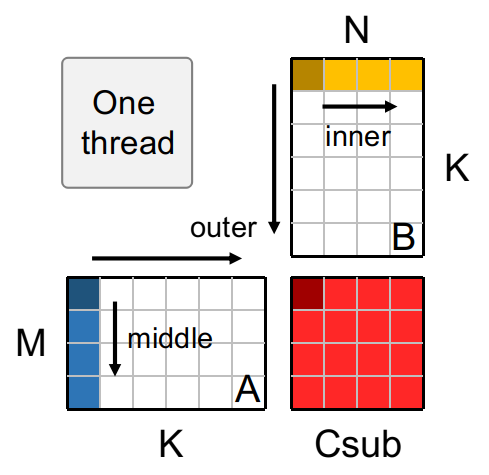 N
One
thread
inner
K
outer
B
M
middle
A
K
Csub